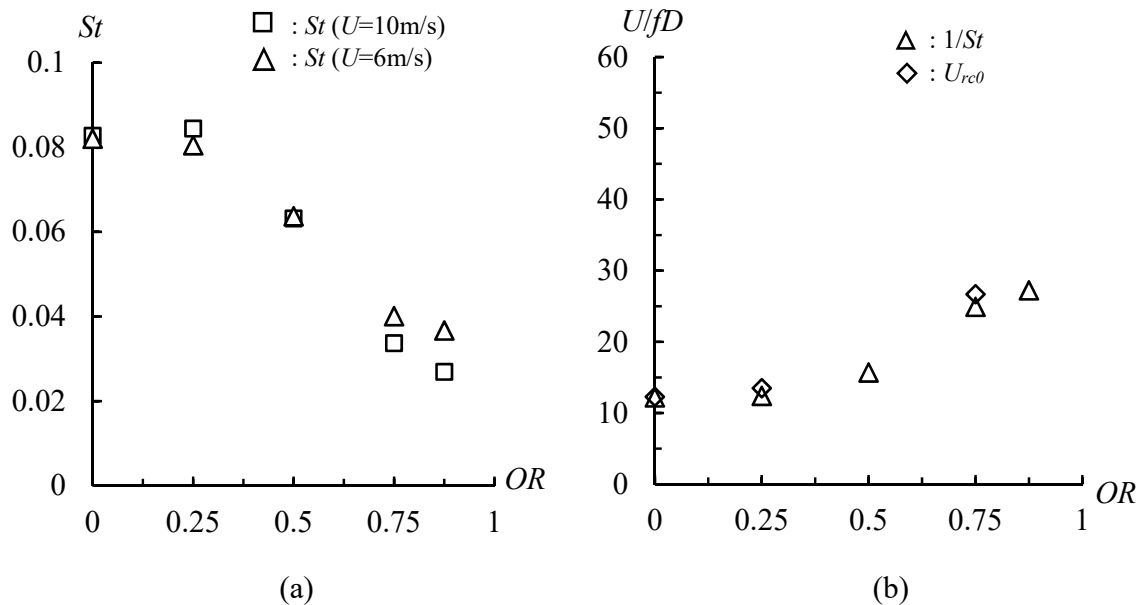 St
: St (U=10m/s)
: St (U=6m/s)
0.1
0.08
0.06
0.04
0.02
0
0 0.25 0.5 0.75 1
OR
(a)
U/fD
: 1/St
: Urc0
60
50
40
30
20
10
0
0 0.25 0.5 0.75 1
OR
(b)